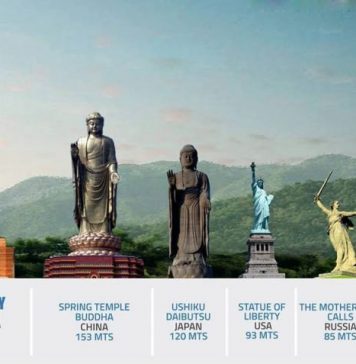 Y
SPRING TEMPLE
BUDDHA
CHINA
153 MTS
USHIKU
DAIBUTSU
JAPAN
120 MTS
STATUE OF
LIBERTY
USA
93 MTS
THE MOTHER
CALLS
RUSSIA
85 MTS